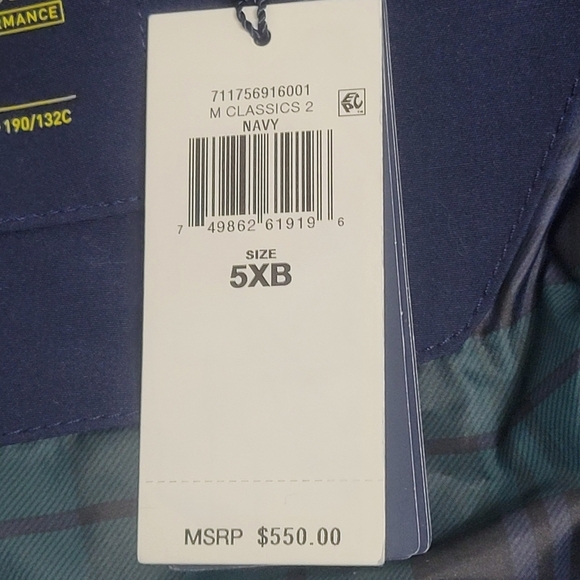 MANCE
190/132C
711756916001
M CLASSICS 2
NAVY
7 49862 61919 6
SIZE
5XB
MSRP $550.00